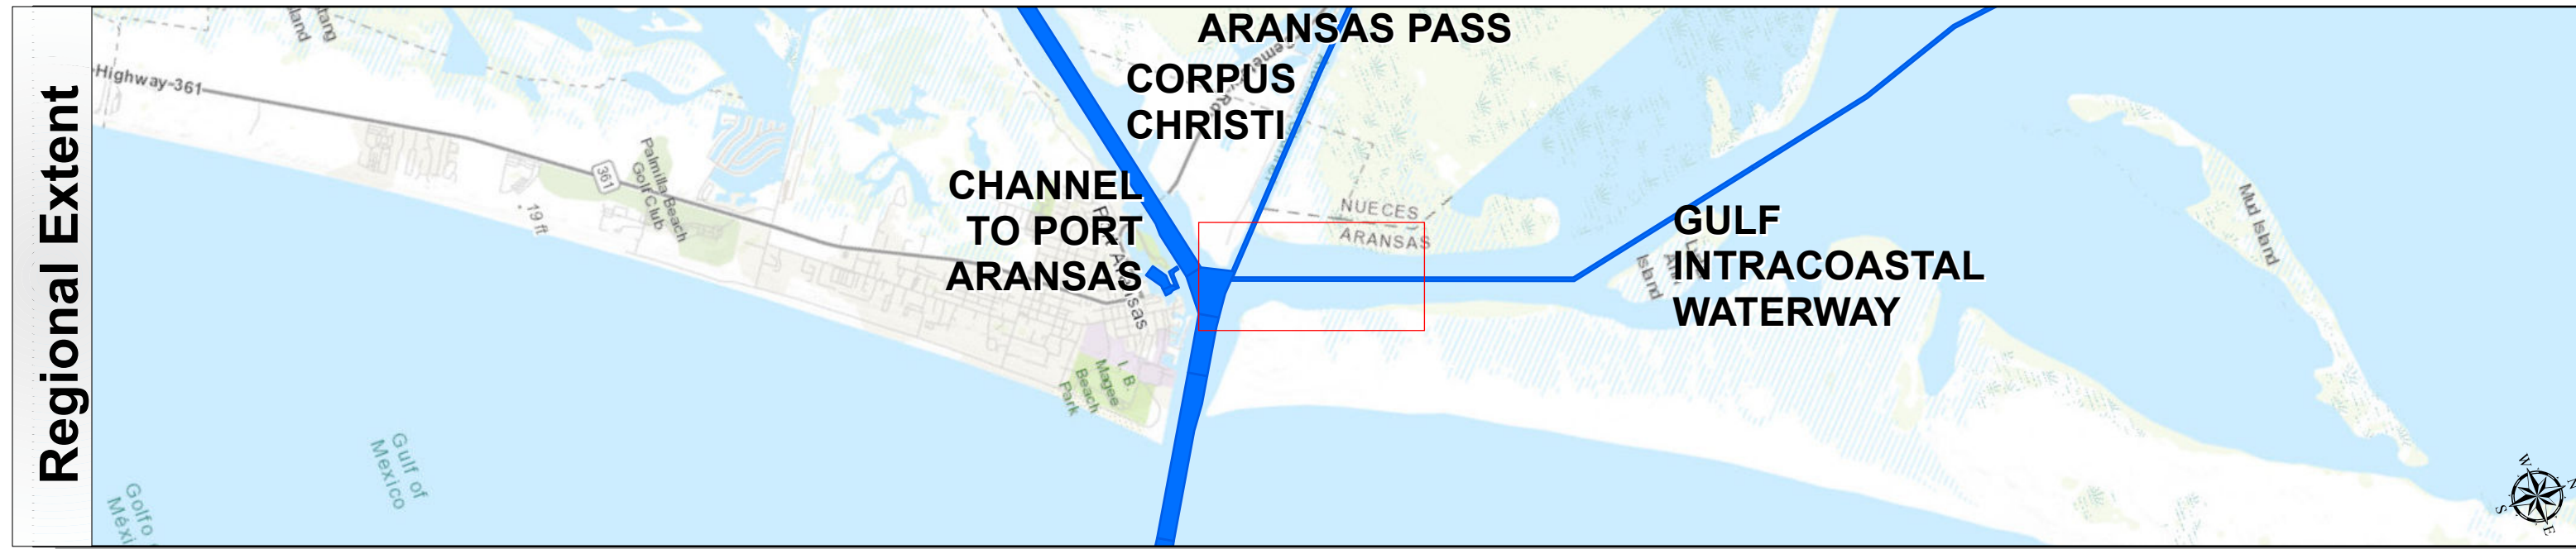 Regional Extent
ARANSAS PASS
CORPUS
CHRISTI
CHANNEL
TO PORT
ARANSAS
GULF
INTRACOASTAL
WATERWAY
Highway-361
361
Palmilla Beach
Golf Club
19 ft
NUECES
ARANSAS
Island
Mud Island
I. B.
Magee
Beach
Park
Gulf of
Mexico
Golfo
W
N
S
E